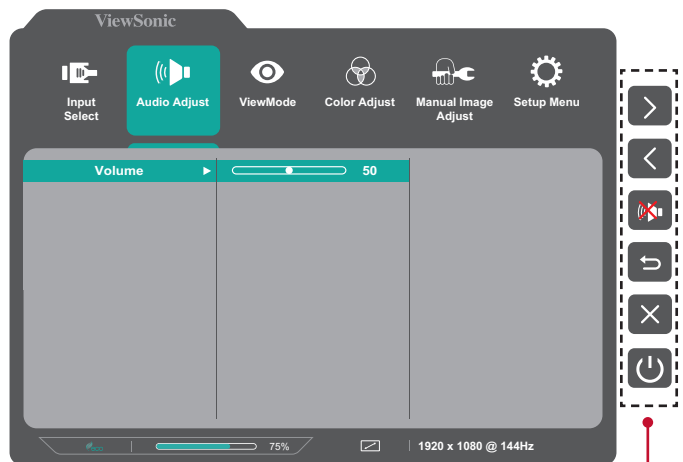 ViewSonic
Input
Select
Audio Adjust
ViewMode
Color Adjust
Manual Image
Adjust
Setup Menu
Volume
50
eco
75%
1920 x 1080 @ 144Hz